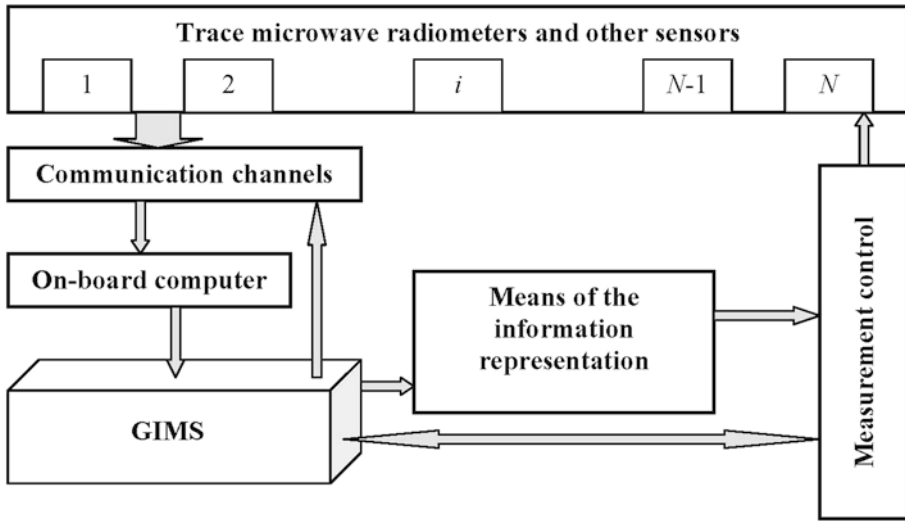 Trace microwave radiometers and other sensors
1
2
i
N-1
N
Communication channels
On-board computer
Means of the
information
representation
GIMS
Measurement control